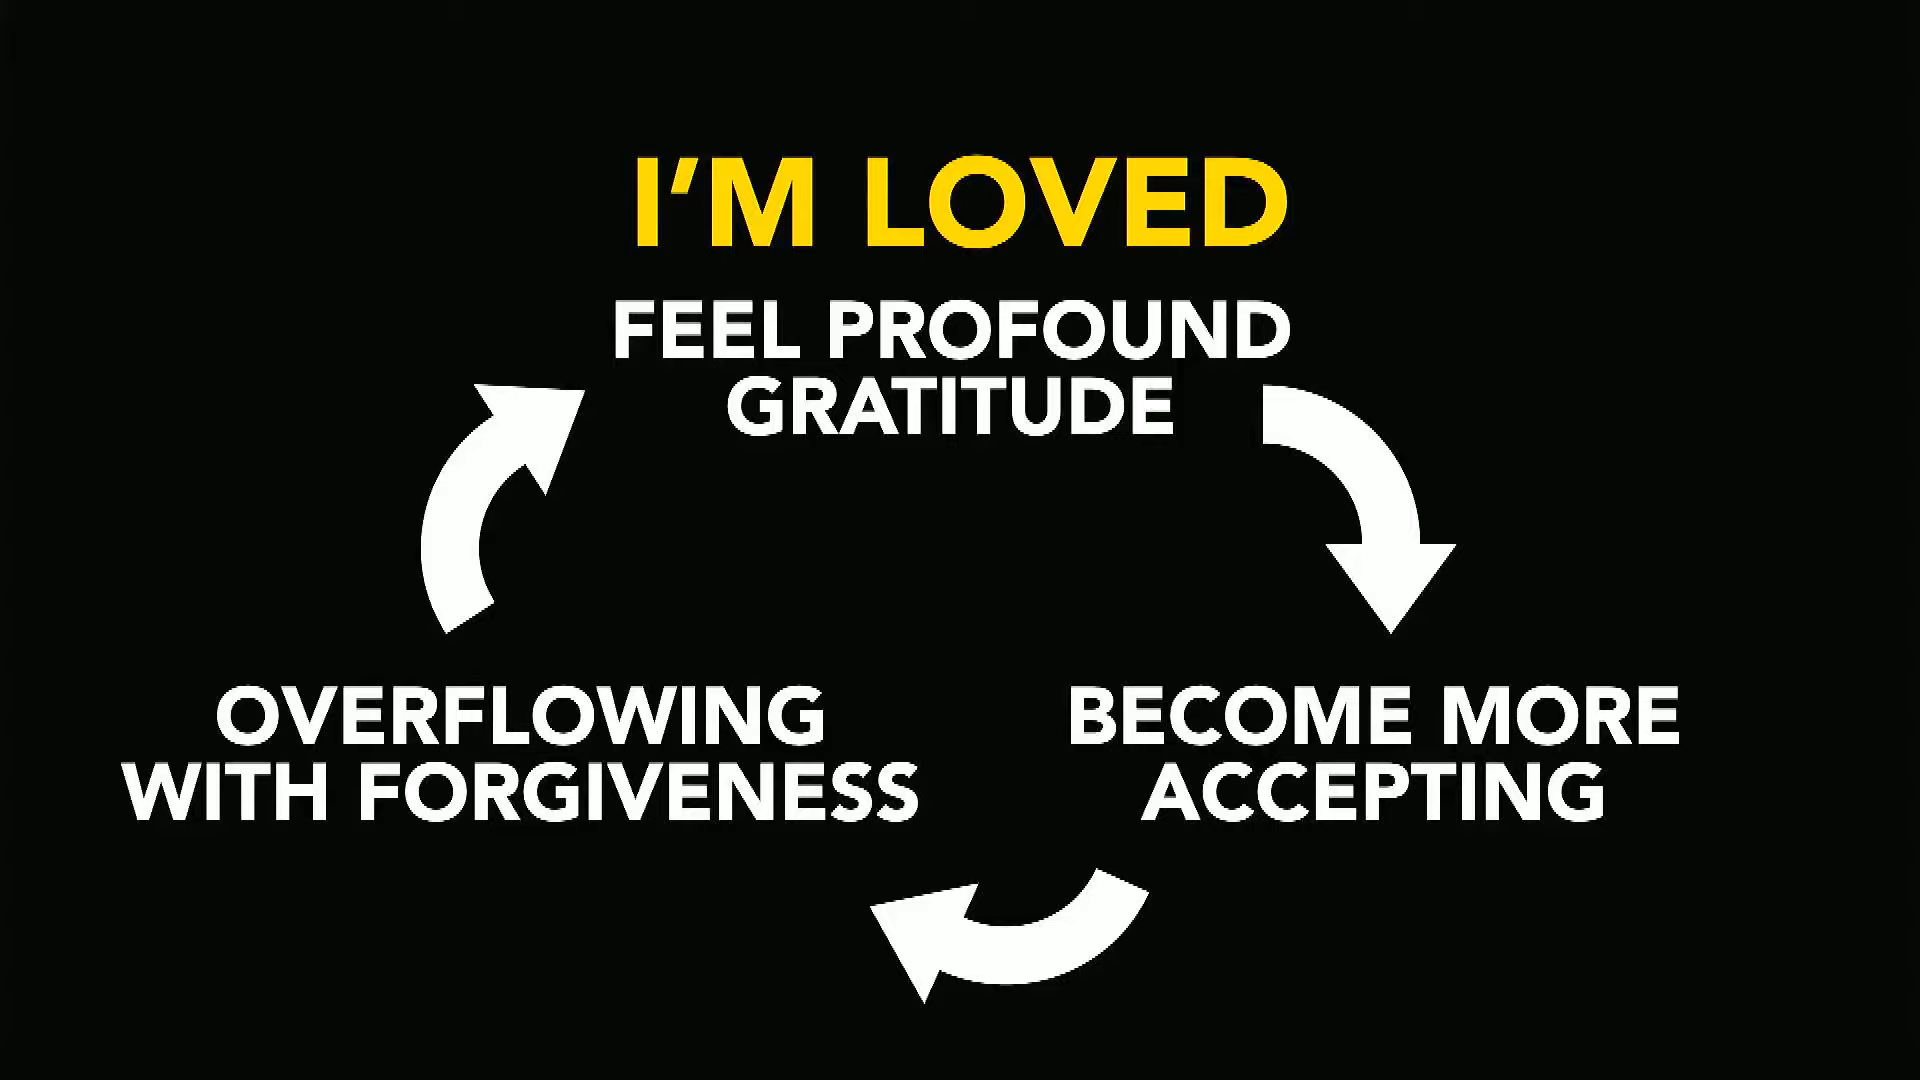 I’M LOVED
FEEL PROFOUND
GRATITUDE
BECOME MORE
ACCEPTING
OVERFLOWING
WITH FORGIVENESS